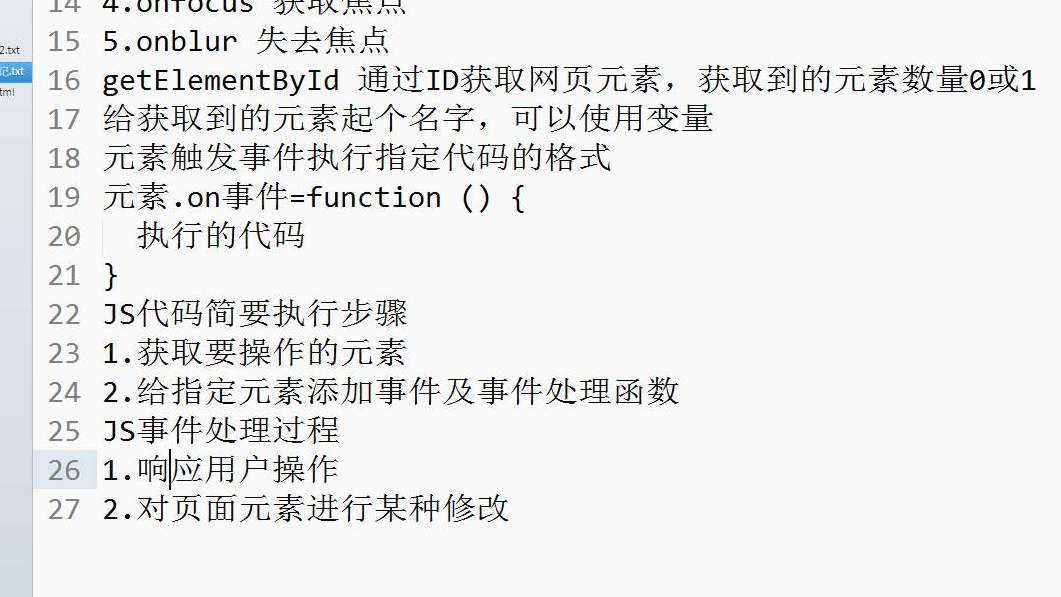 2.txt
记.txt
tml
14 4.onfocus 获取焦点
15 5.onblur 失去焦点
16 getElementById 通过ID获取网页元素，获取到的元素数量0或1
17 给获取到的元素起个名字，可以使用变量
18 元素触发事件执行指定代码的格式
19 元素.on事件=function () {
20 执行的代码
21 }
22 JS代码简要执行步骤
23 1.获取要操作的元素
24 2.给指定元素添加事件及事件处理函数
25 JS事件处理过程
26 1.响应用户操作
27 2.对页面元素进行某种修改